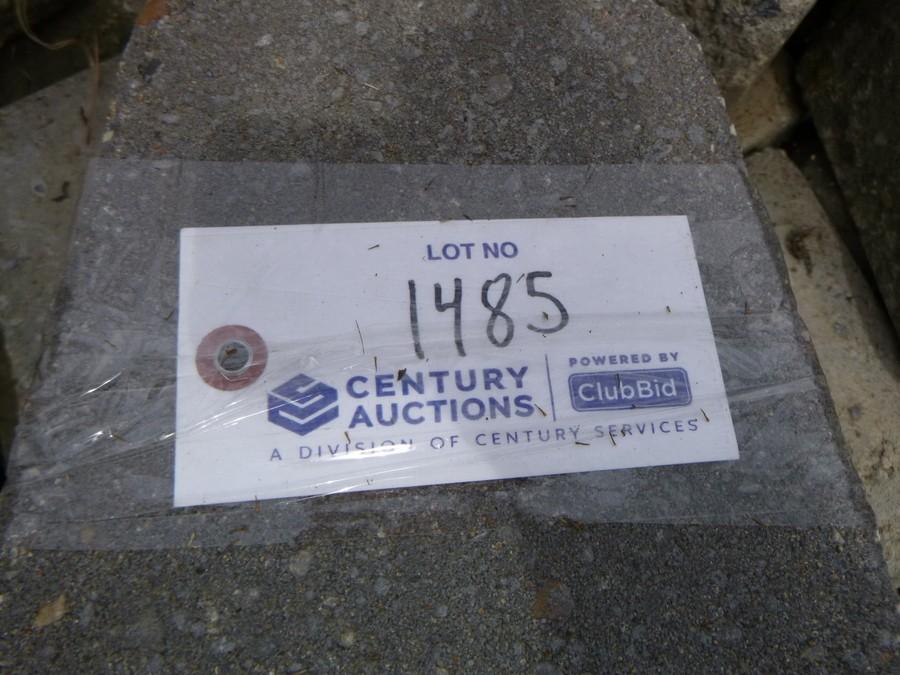 LOT NO
1485
CENTURY
AUCTIONS
POWERED BY
ClubBid
A DIVISION OF CENTURY SERVICES